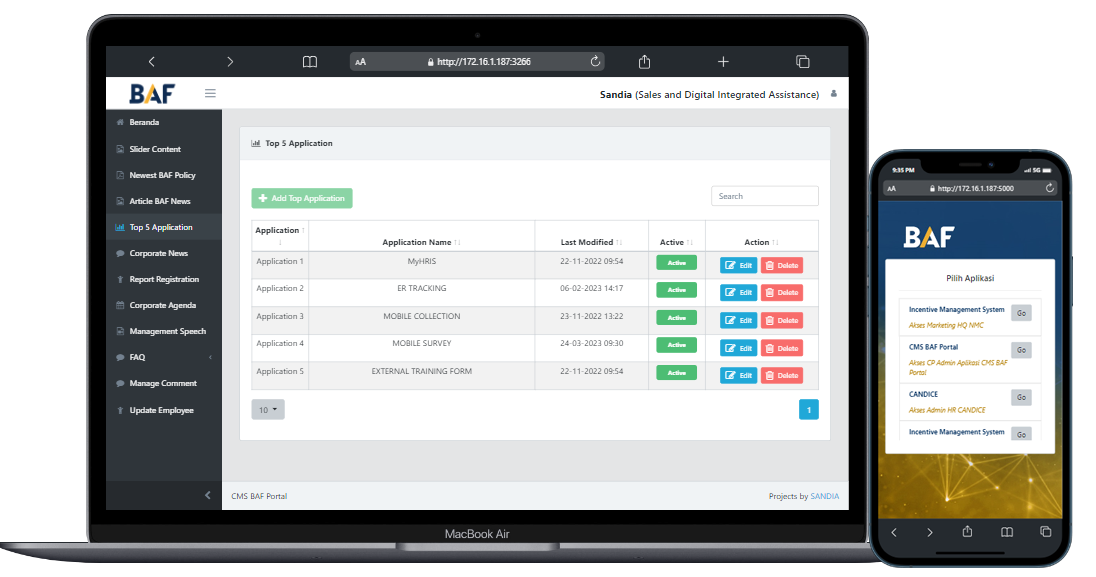 AA http://172.16.1.187:3266
BAF
Sandia (Sales and Digital Integrated Assistance)
Beranda
Slider Content
Newest BAF Policy
Article BAF News
Top 5 Application
Corporate News
Report Registration
Corporate Agenda
Management Speech
FAQ
Manage Comment
Update Employee
Top 5 Application
Add Top Application
Search
Application Application Name Last Modified Active Action
Application 1 MyHRIS 22-11-2022 09:54 Active Edit Delete
Application 2 ER TRACKING 06-02-2023 14:17 Active Edit Delete
Application 3 MOBILE COLLECTION 23-11-2022 13:22 Active Edit Delete
Application 4 MOBILE SURVEY 24-03-2023 09:30 Active Edit Delete
Application 5 EXTERNAL TRAINING FORM 22-11-2022 09:54 Active Edit Delete
10
1
CMS BAF Portal Projects by SANDIA
MacBook Air
9:35 PM 5G
AA http://172.16.1.187:5000
BAF
Pilih Aplikasi
Incentive Management System Go
Akses Marketing HQ NMC
CMS BAF Portal Go
Akses CP Admin Aplikasi CMS BAF
Portal
CANDICE Go
Akses Admin HR CANDICE
Incentive Management System Go